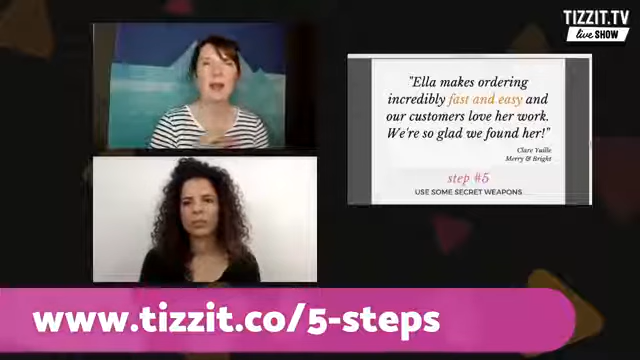 TIZZIT.TV
live SHOW
"Ella makes ordering
incredibly fast and easy and
our customers love her work.
We're so glad we found her!"
Clare Yuille
Merry & Bright
step #5
USE SOME SECRET WEAPONS
www.tizzit.co/5-steps